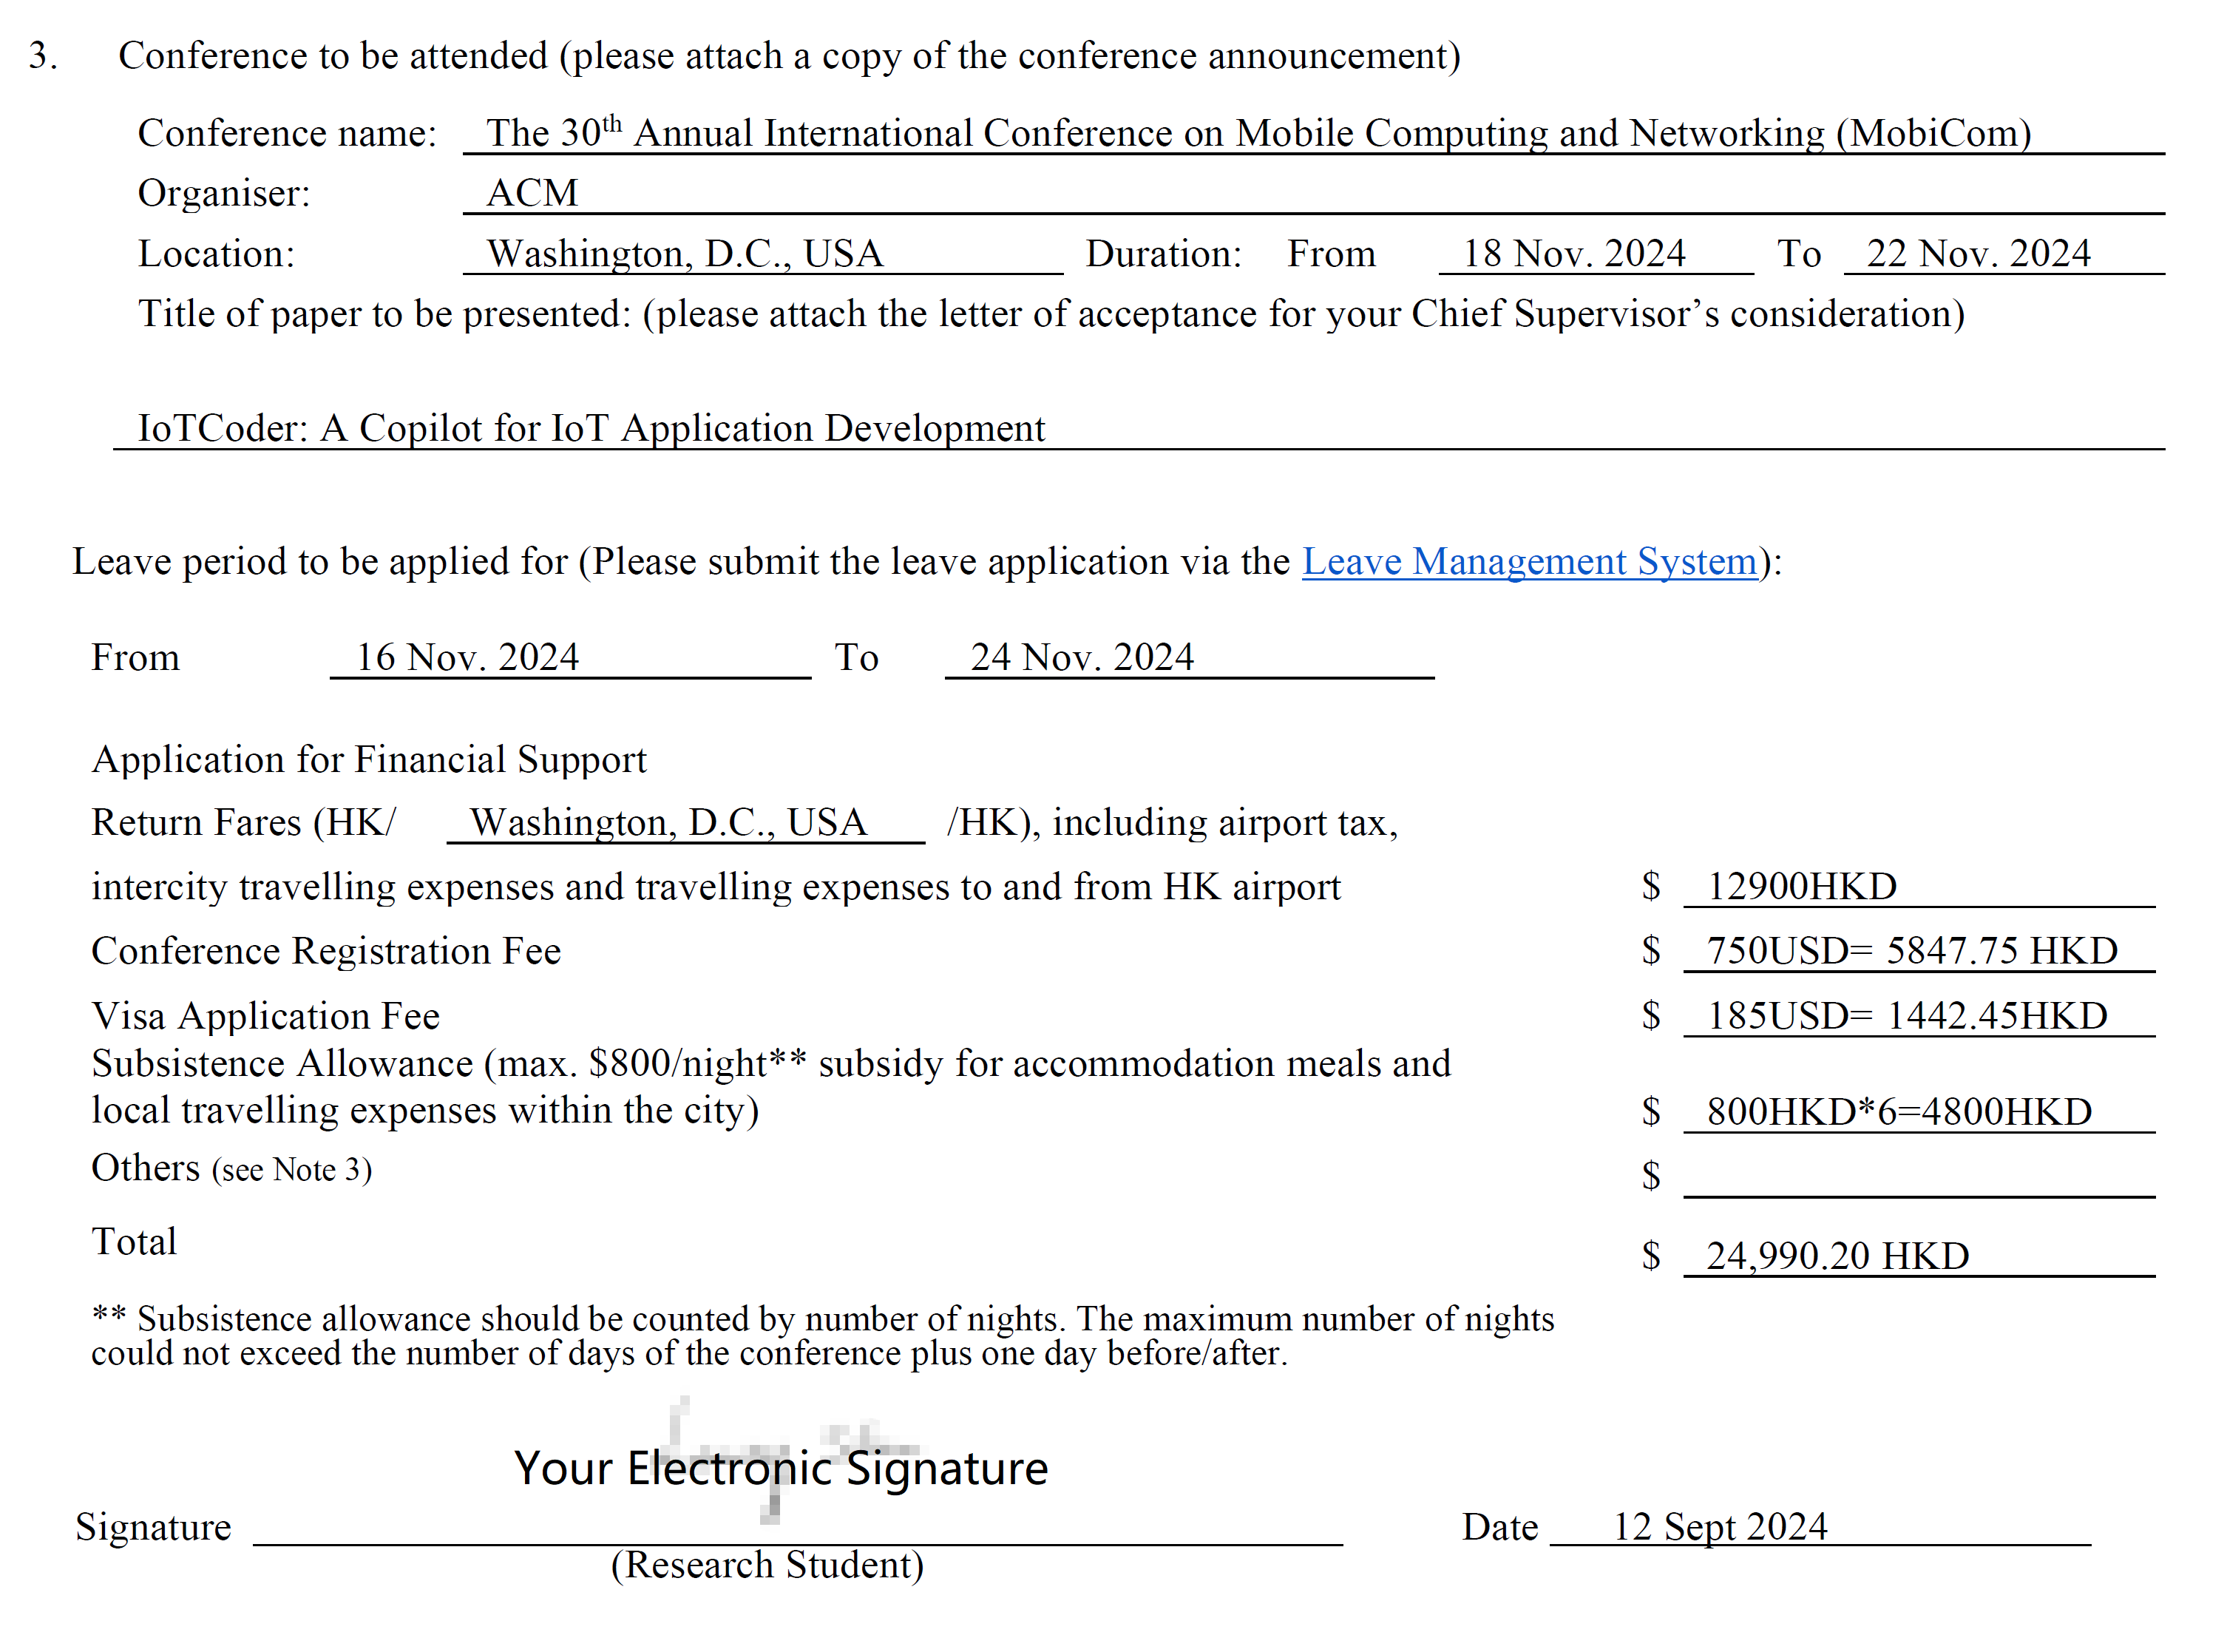 3. Conference to be attended (please attach a copy of the conference announcement)
Conference name: The 30th Annual International Conference on Mobile Computing and Networking (MobiCom)
Organiser: ACM
Location: Washington, D.C., USA Duration: From 18 Nov. 2024 To 22 Nov. 2024
Title of paper to be presented: (please attach the letter of acceptance for your Chief Supervisor’s consideration)
IoTCoder: A Copilot for IoT Application Development
Leave period to be applied for (Please submit the leave application via the Leave Management System):
From 16 Nov. 2024 To 24 Nov. 2024
Application for Financial Support
Return Fares (HK/ Washington, D.C., USA /HK), including airport tax,
intercity travelling expenses and travelling expenses to and from HK airport $ 12900HKD
Conference Registration Fee $ 750USD= 5847.75 HKD
Visa Application Fee $ 185USD= 1442.45HKD
Subsistence Allowance (max. $800/night** subsidy for accommodation meals and
local travelling expenses within the city) $ 800HKD*6=4800HKD
Others (see Note 3) $
Total $ 24,990.20 HKD
** Subsistence allowance should be counted by number of nights. The maximum number of nights
could not exceed the number of days of the conference plus one day before/after.
Your Electronic Signature
Signature Date 12 Sept 2024
(Research Student)